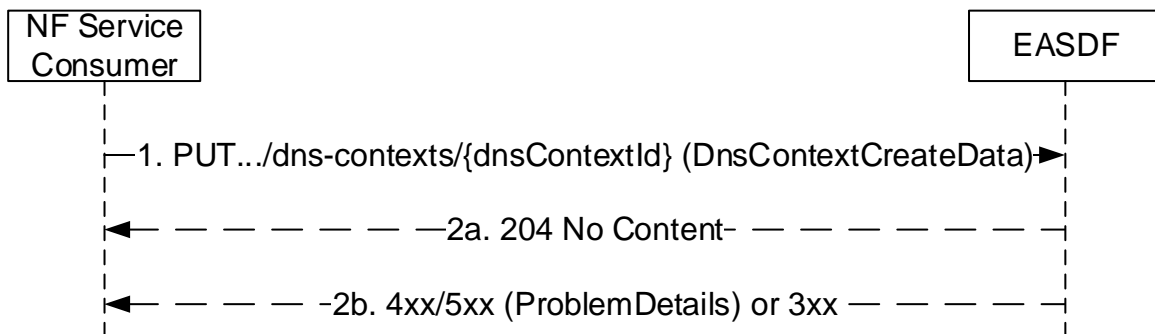 NF Service
Consumer
EASDF
1. PUT.../dns-contexts/{dnsContextId} (DnsContextCreateData)
2a. 204 No Content
2b. 4xx/5xx (ProblemDetails) or 3xx